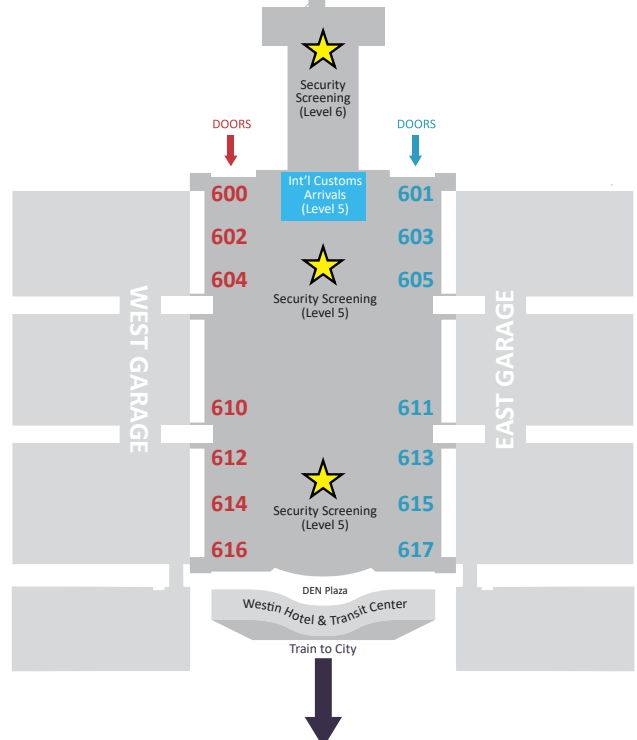 Security
Screening
(Level 6)
DOORS
DOORS
Int'l Customs
Arrivals
(Level 5)
600
601
602
603
604
605
Security Screening
(Level 5)
WEST GARAGE
EAST GARAGE
610
611
612
613
614
615
Security Screening
(Level 5)
616
617
DEN Plaza
Westin Hotel & Transit Center
Train to City